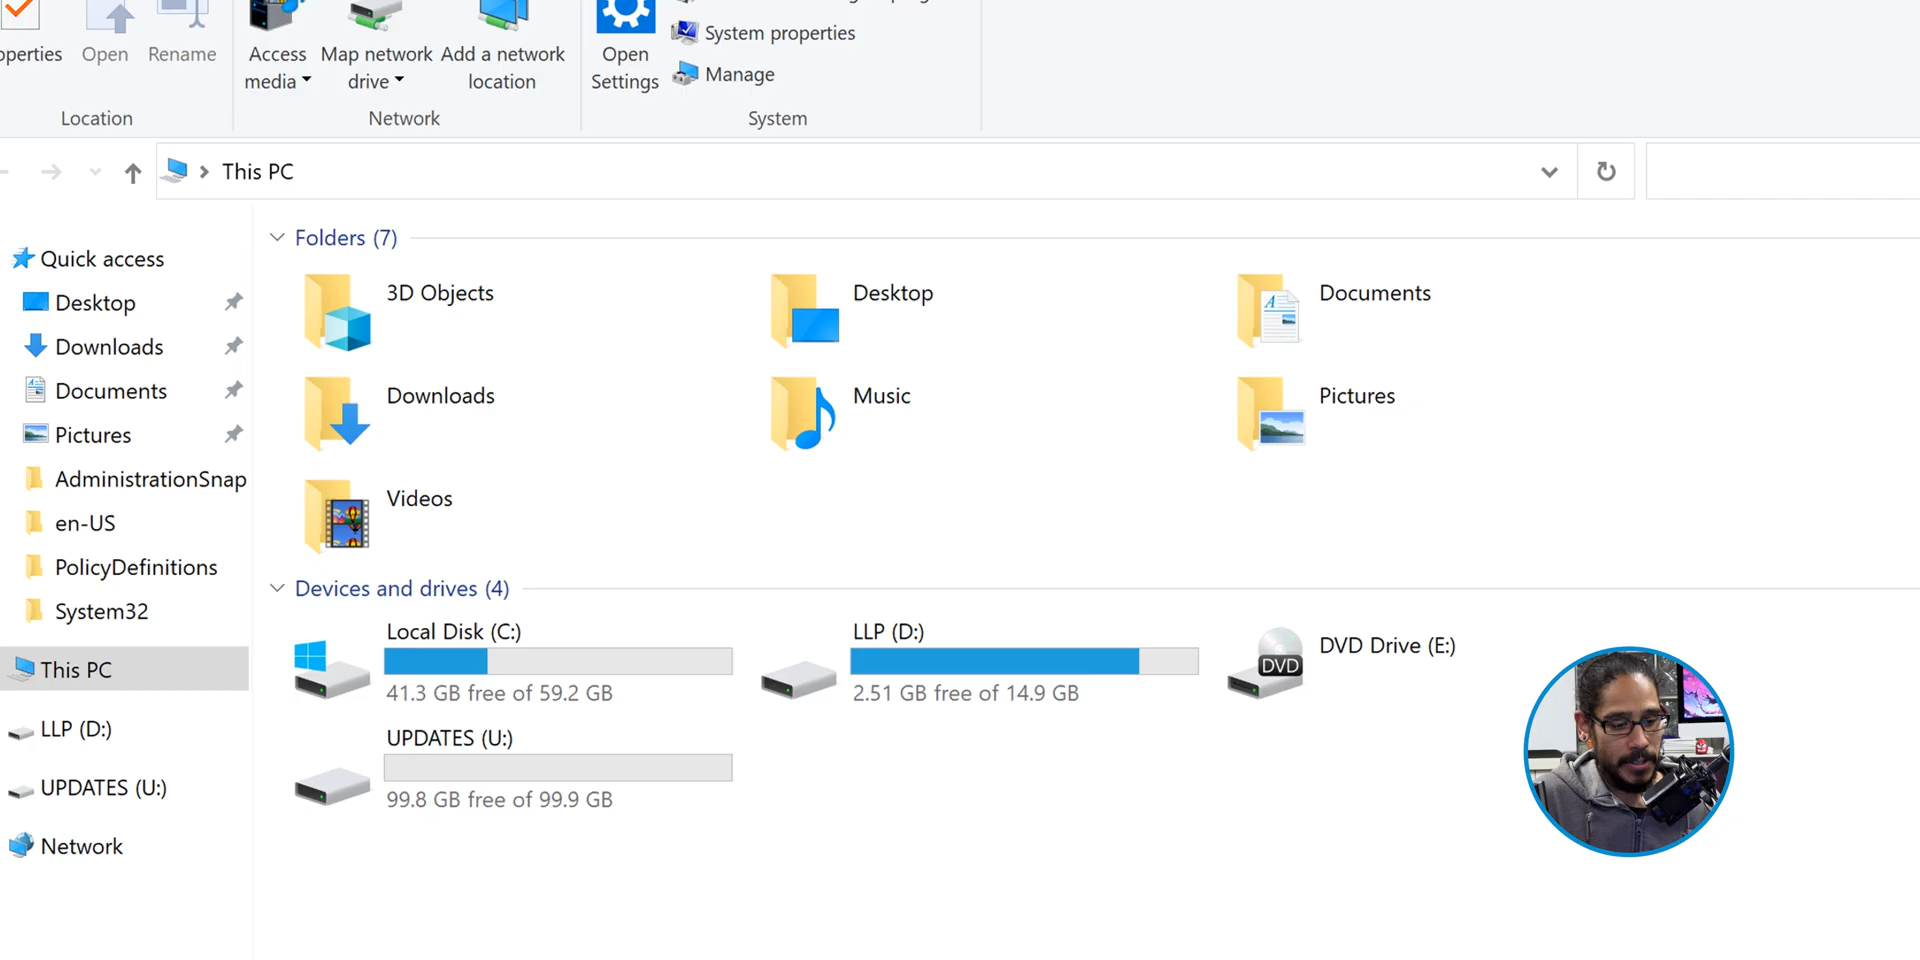 Open
Rename
Location
Access media
Map network drive
Add a network location
Network
Open Settings
System properties
Manage
System
This PC
Quick access
Desktop
Downloads
Documents
Pictures
AdministrationSnap
en-US
PolicyDefinitions
System32
This PC
LLP (D:)
UPDATES (U:)
Network
Folders (7)
3D Objects
Desktop
Documents
Downloads
Music
Pictures
Videos
Devices and drives (4)
Local Disk (C:)
41.3 GB free of 59.2 GB
LLP (D:)
2.51 GB free of 14.9 GB
DVD
DVD Drive (E:)
UPDATES (U:)
99.8 GB free of 99.9 GB